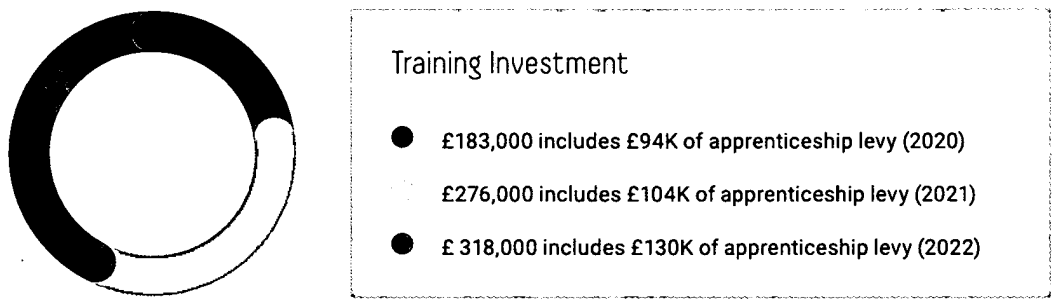 Training Investment
£183,000 includes £94K of apprenticeship levy (2020)
£276,000 includes £104K of apprenticeship levy (2021)
£ 318,000 includes £130K of apprenticeship levy (2022)